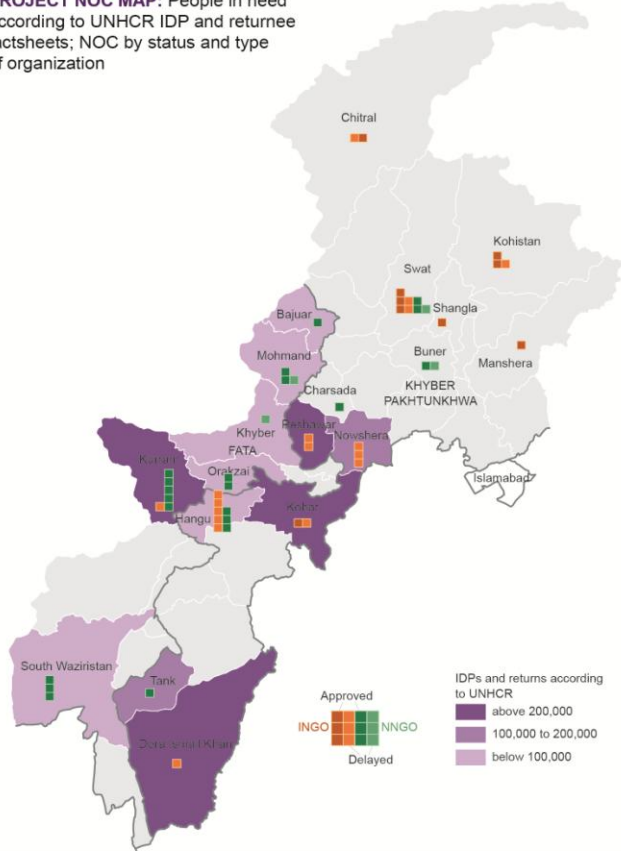 PROJECT NOC MAP: People in need
according to UNHCR IDP and returnee
factsheets; NOC by status and type
of organization
Chitral
Kohistan
Swat
Shangla
Bajuar
Manshera
Mohmand
Buner
Charsada
KHYBER
PAKHTUNKHWA
Khyber
Peshawar
Nowshera
FATA
Kuram
Orakzai
Islamabad
Hangu
Kohat
South Waziristan
Tank
Approved
INGO
NNGO
Delayed
IDPs and returns according
to UNHCR
above 200,000
100,000 to 200,000
below 100,000